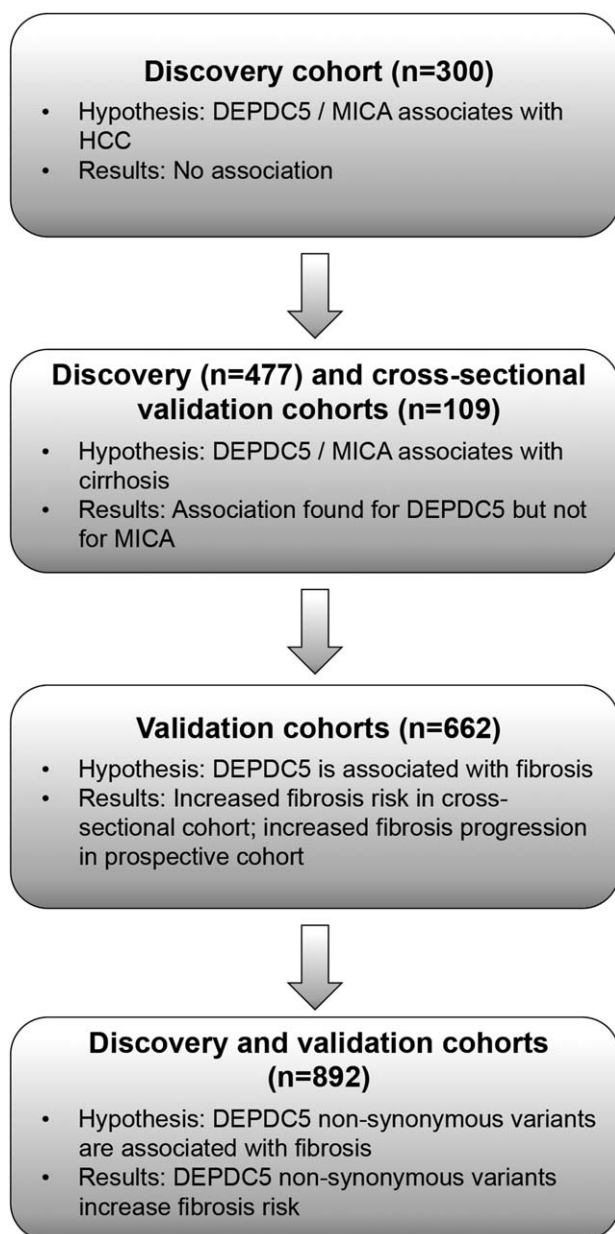 Discovery cohort (n=300)
• Hypothesis: DEPDC5 / MICA associates with
HCC
• Results: No association
Discovery (n=477) and cross-sectional
validation cohorts (n=109)
• Hypothesis: DEPDC5 / MICA associates with
cirrhosis
• Results: Association found for DEPDC5 but not
for MICA
Validation cohorts (n=662)
• Hypothesis: DEPDC5 is associated with fibrosis
• Results: Increased fibrosis risk in cross-
sectional cohort; increased fibrosis progression
in prospective cohort
Discovery and validation cohorts
(n=892)
• Hypothesis: DEPDC5 non-synonymous variants
are associated with fibrosis
• Results: DEPDC5 non-synonymous variants
increase fibrosis risk